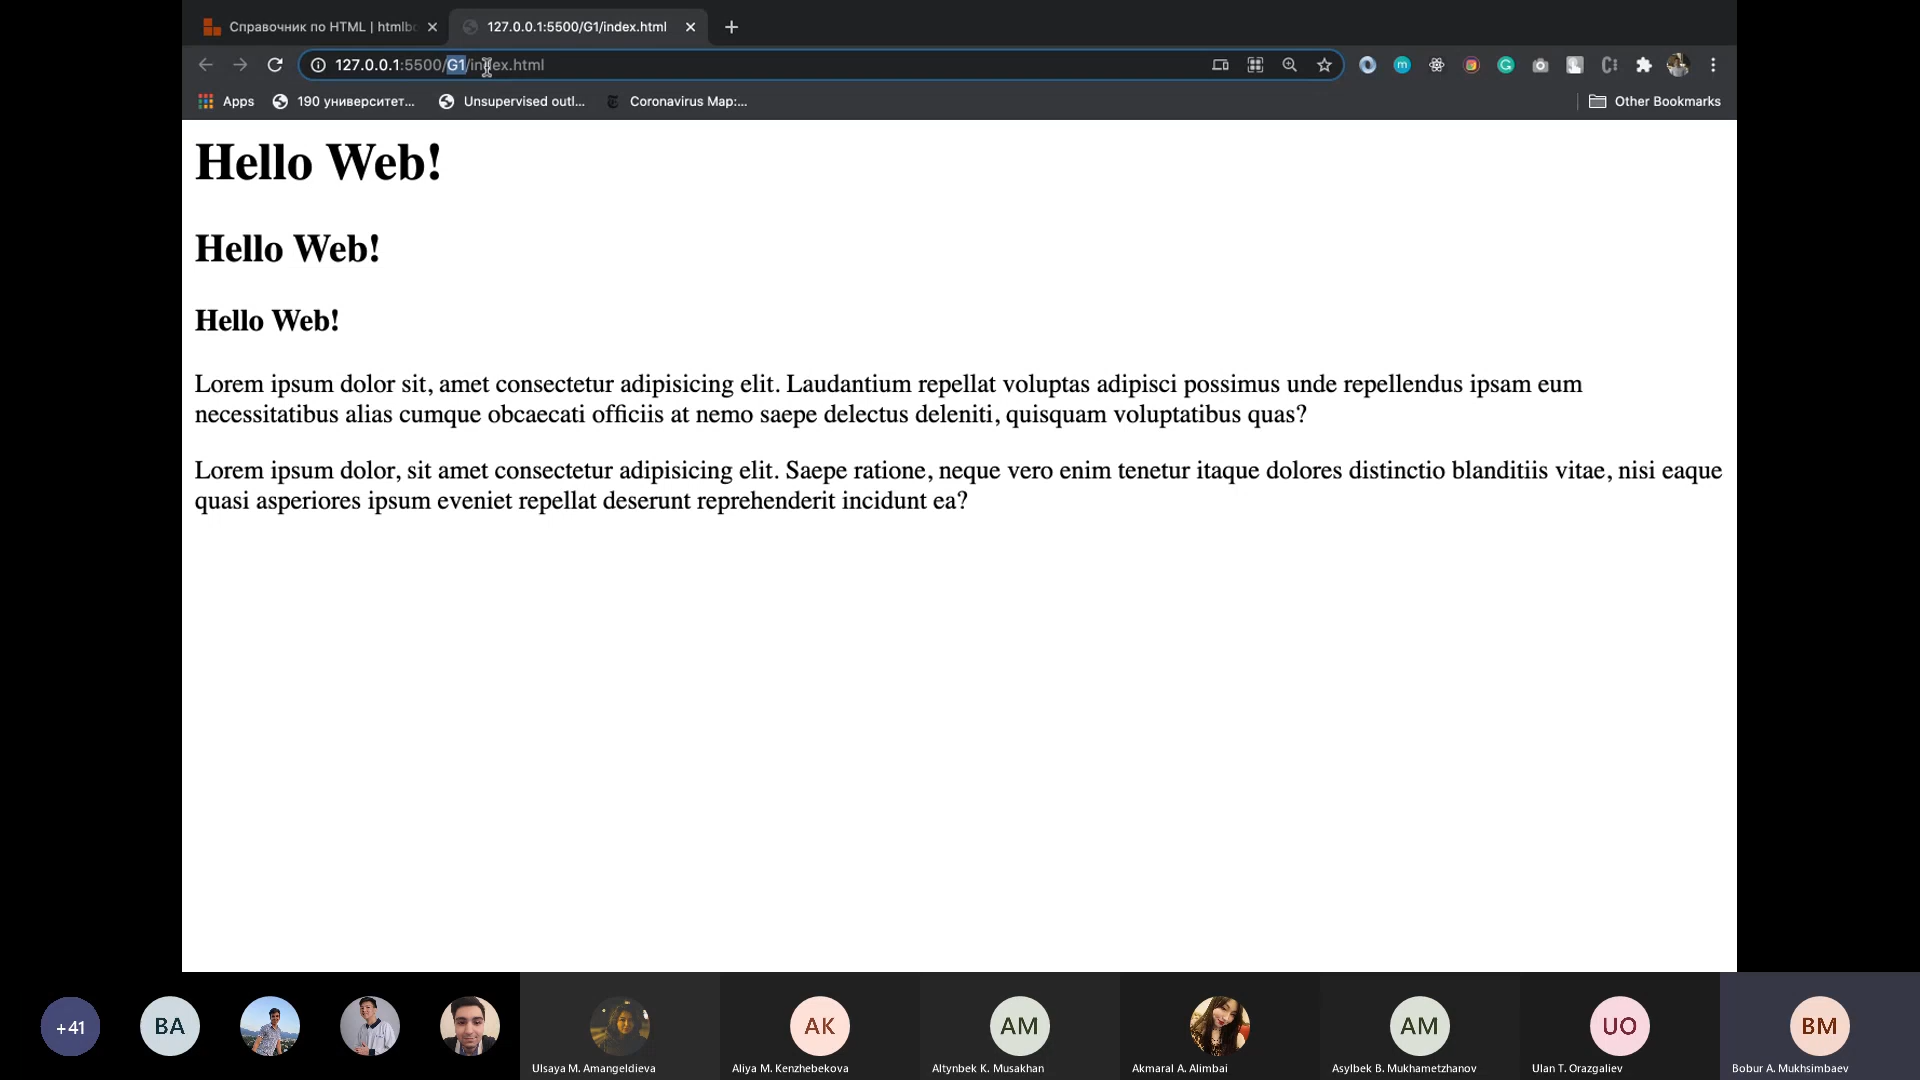 Справочник по HTML | htmlbo
127.0.0.1:5500/G1/index.html
127.0.0.1:5500/G1/index.html
Apps
190 университет...
Unsupervised outl...
Coronavirus Map:...
Other Bookmarks
Hello Web!
Hello Web!
Hello Web!
Lorem ipsum dolor sit, amet consectetur adipisicing elit. Laudantium repellat voluptas adipisci possimus unde repellendus ipsam eum
necessitatibus alias cumque obcaecati officiis at nemo saepe delectus deleniti, quisquam voluptatibus quas?
Lorem ipsum dolor, sit amet consectetur adipisicing elit. Saepe ratione, neque vero enim tenetur itaque dolores distinctio blanditiis vitae, nisi eaque
quasi asperiores ipsum eveniet repellat deserunt reprehenderit incidunt ea?
+41
BA
AK
AM
AM
UO
BM
Ulsaya M. Amangeldieva
Aliya M. Kenzhebekova
Altynbek K. Musakhan
Akmaral A. Alimbai
Asylbek B. Mukhametzhanov
Ulan T. Orazgaliev
Bobur A. Mukhsimbaev